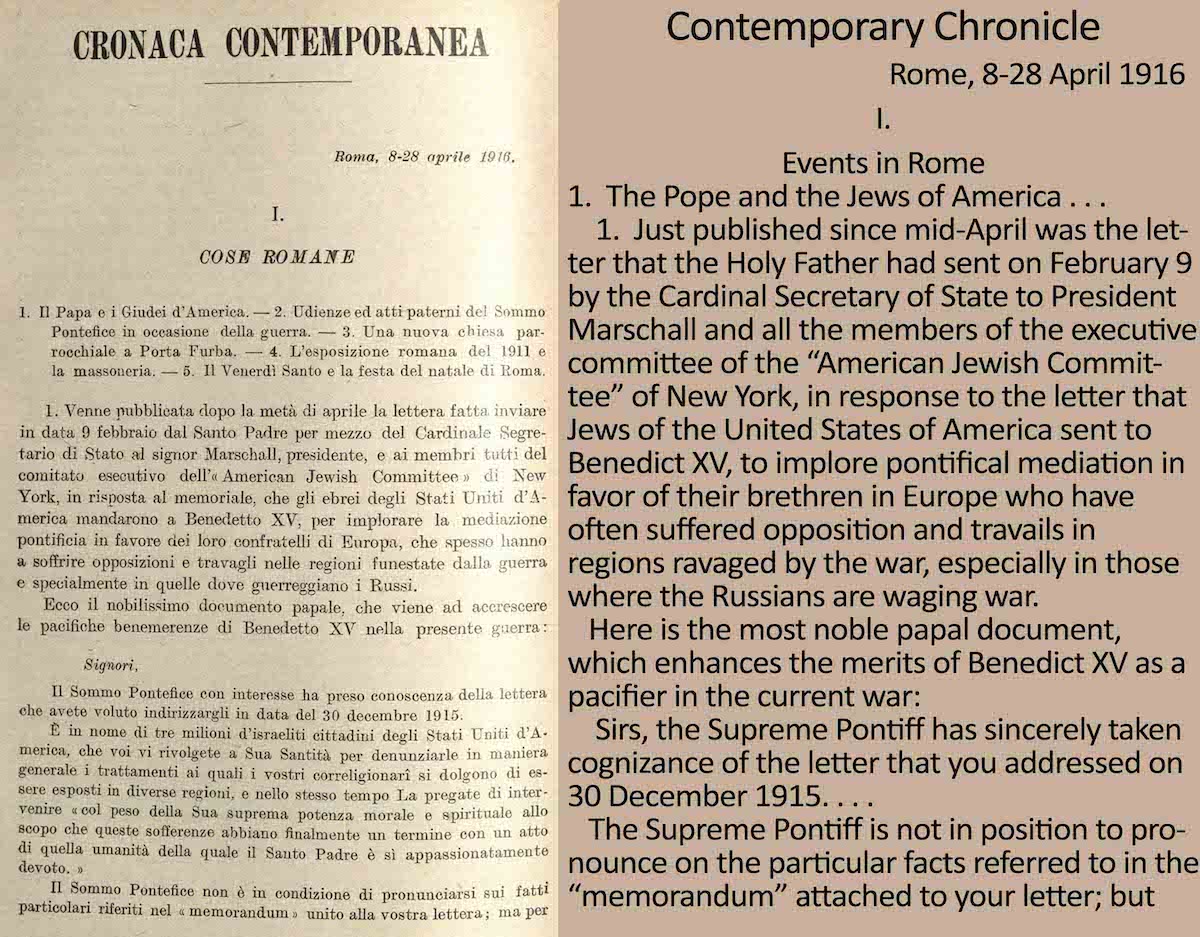 CRONACA CONTEMPORANEA
Roma, 8-28 aprile 1916.
I.
COSE ROMANE
1. Il Papa e i Giudei d'America. — 2. Udienze ed atti paterni del Sommo
Pontefice in occasione della guerra. — 3. Una nuova chiesa par-
rocchiale a Porta Furba. — 4. L'esposizione romana del 1911 e
la massoneria. — 5. Il Venerdì Santo e la festa del natale di Roma.
1. Venne pubblicata dopo la metà di aprile la lettera fatta inviare
in data 9 febbraio dal Santo Padre per mezzo del Cardinale Segre-
tario di Stato al signor Marschall, presidente, e ai membri tutti del
comitato esecutivo dell'« American Jewish Committee » di New
York, in risposta al memoriale, che gli ebrei degli Stati Uniti d'A-
merica mandarono a Benedetto XV, per implorare la mediazione
pontificia in favore dei loro confratelli di Europa, che spesso hanno
a soffrire opposizioni e travagli nelle regioni funestate dalla guerra
e specialmente in quelle dove guerreggiano i Russi.
Ecco il nobilissimo documento papale, che viene ad accrescere
le pacifiche benemerenze di Benedetto XV nella presente guerra:
Signori,
Il Sommo Pontefice con interesse ha preso conoscenza della lettera
che avete voluto indirizzargli in data del 30 decembre 1915.
È in nome di tre milioni d'israeliti cittadini degli Stati Uniti d'A-
merica, che voi vi rivolgete a Sua Santità per denunziarle in maniera
generale i trattamenti ai quali i vostri correligionari si dolgono di es-
sere esposti in diverse regioni, e nello stesso tempo La pregate di inter-
venire « col peso della Sua suprema potenza morale e spirituale allo
scopo che queste sofferenze abbiano finalmente un termine con un atto
di quella umanità della quale il Santo Padre è sì appassionatamente
devoto. »
Il Sommo Pontefice non è in condizione di pronunciarsi sui fatti
particolari riferiti nel « memorandum » unito alla vostra lettera; ma per
Contemporary Chronicle
Rome, 8-28 April 1916
I.
Events in Rome
1. The Pope and the Jews of America . . .
1. Just published since mid-April was the let-
ter that the Holy Father had sent on February 9
by the Cardinal Secretary of State to President
Marschall and all the members of the executive
committee of the “American Jewish Commit-
tee” of New York, in response to the letter that
Jews of the United States of America sent to
Benedict XV, to implore pontifical mediation in
favor of their brethren in Europe who have
often suffered opposition and travails in
regions ravaged by the war, especially in those
where the Russians are waging war.
Here is the most noble papal document,
which enhances the merits of Benedict XV as a
pacifier in the current war:
Sirs, the Supreme Pontiff has sincerely taken
cognizance of the letter that you addressed on
30 December 1915. . . .
The Supreme Pontiff is not in position to pro-
nounce on the particular facts referred to in the
“memorandum” attached to your letter; but